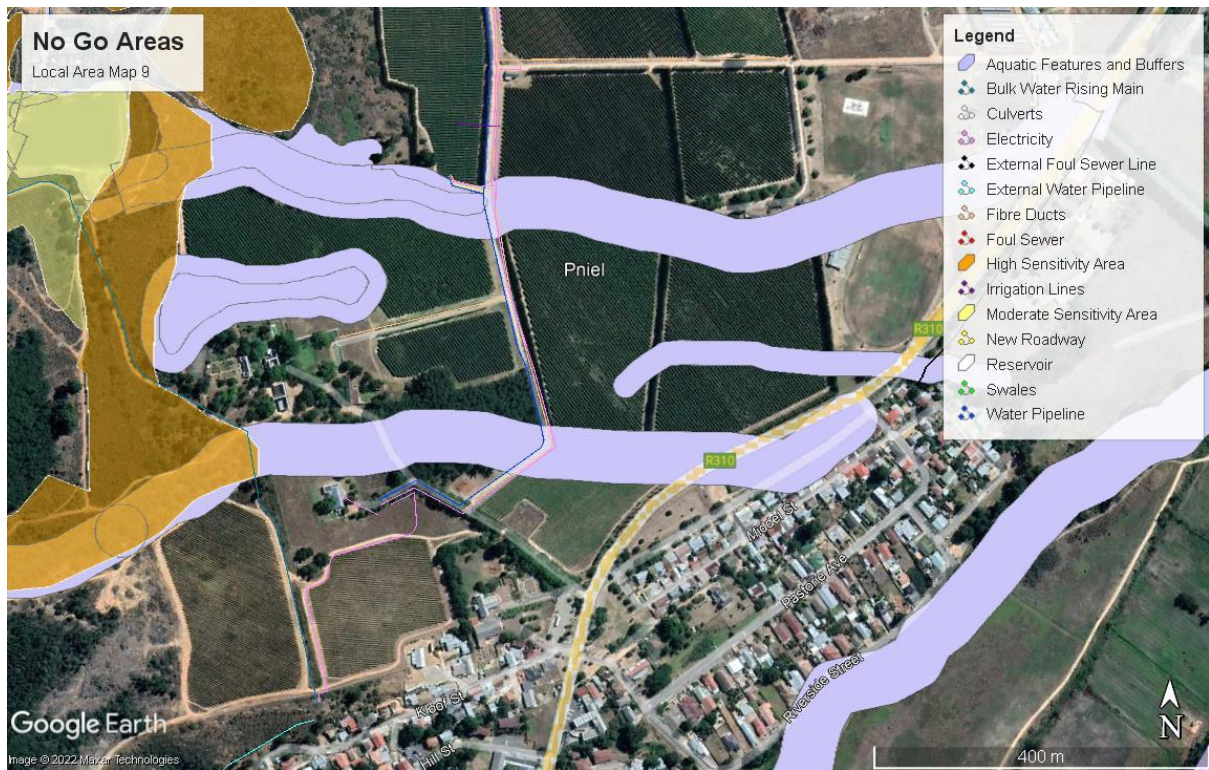 No Go Areas
Local Area Map 9
Legend
Aquatic Features and Buffers
Bulk Water Rising Main
Culverts
Electricity
External Foul Sewer Line
External Water Pipeline
Fibre Ducts
Foul Sewer
High Sensitivity Area
Irrigation Lines
Moderate Sensitivity Area
New Roadway
Reservoir
Swales
Water Pipeline
Pniel
R310
R310
Middel St
Pastorie Ave
Riverside Street
Kloof St
Hill St
Google Earth
Image © 2022 Maxar Technologies
400 m
N